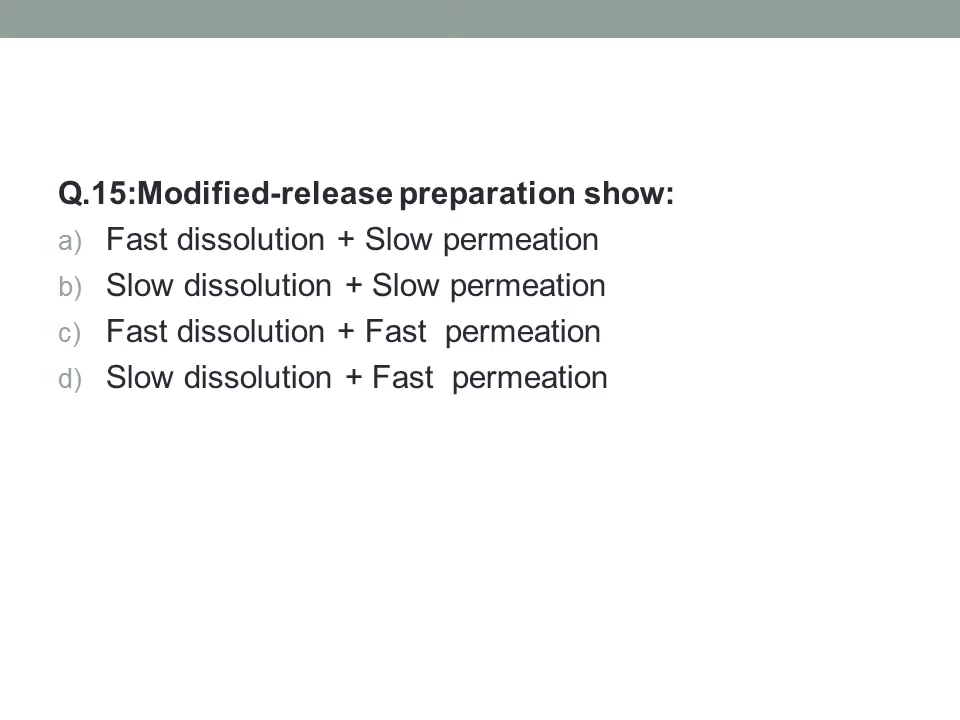 Q.15:Modified-release preparation show:
a) Fast dissolution + Slow permeation
b) Slow dissolution + Slow permeation
c) Fast dissolution + Fast  permeation
d) Slow dissolution + Fast  permeation